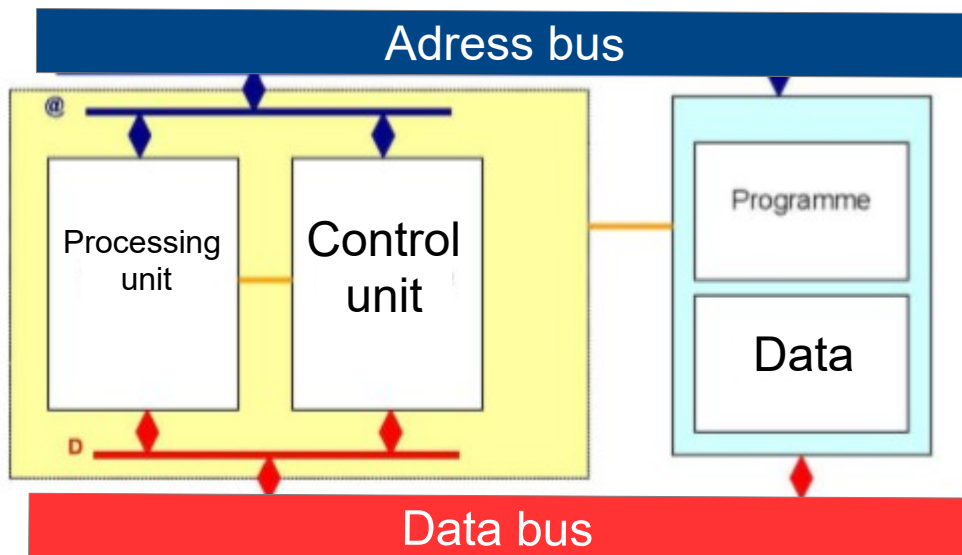 Adress bus
@
Processing
unit
Control
unit
Programme
Data
D
Data bus